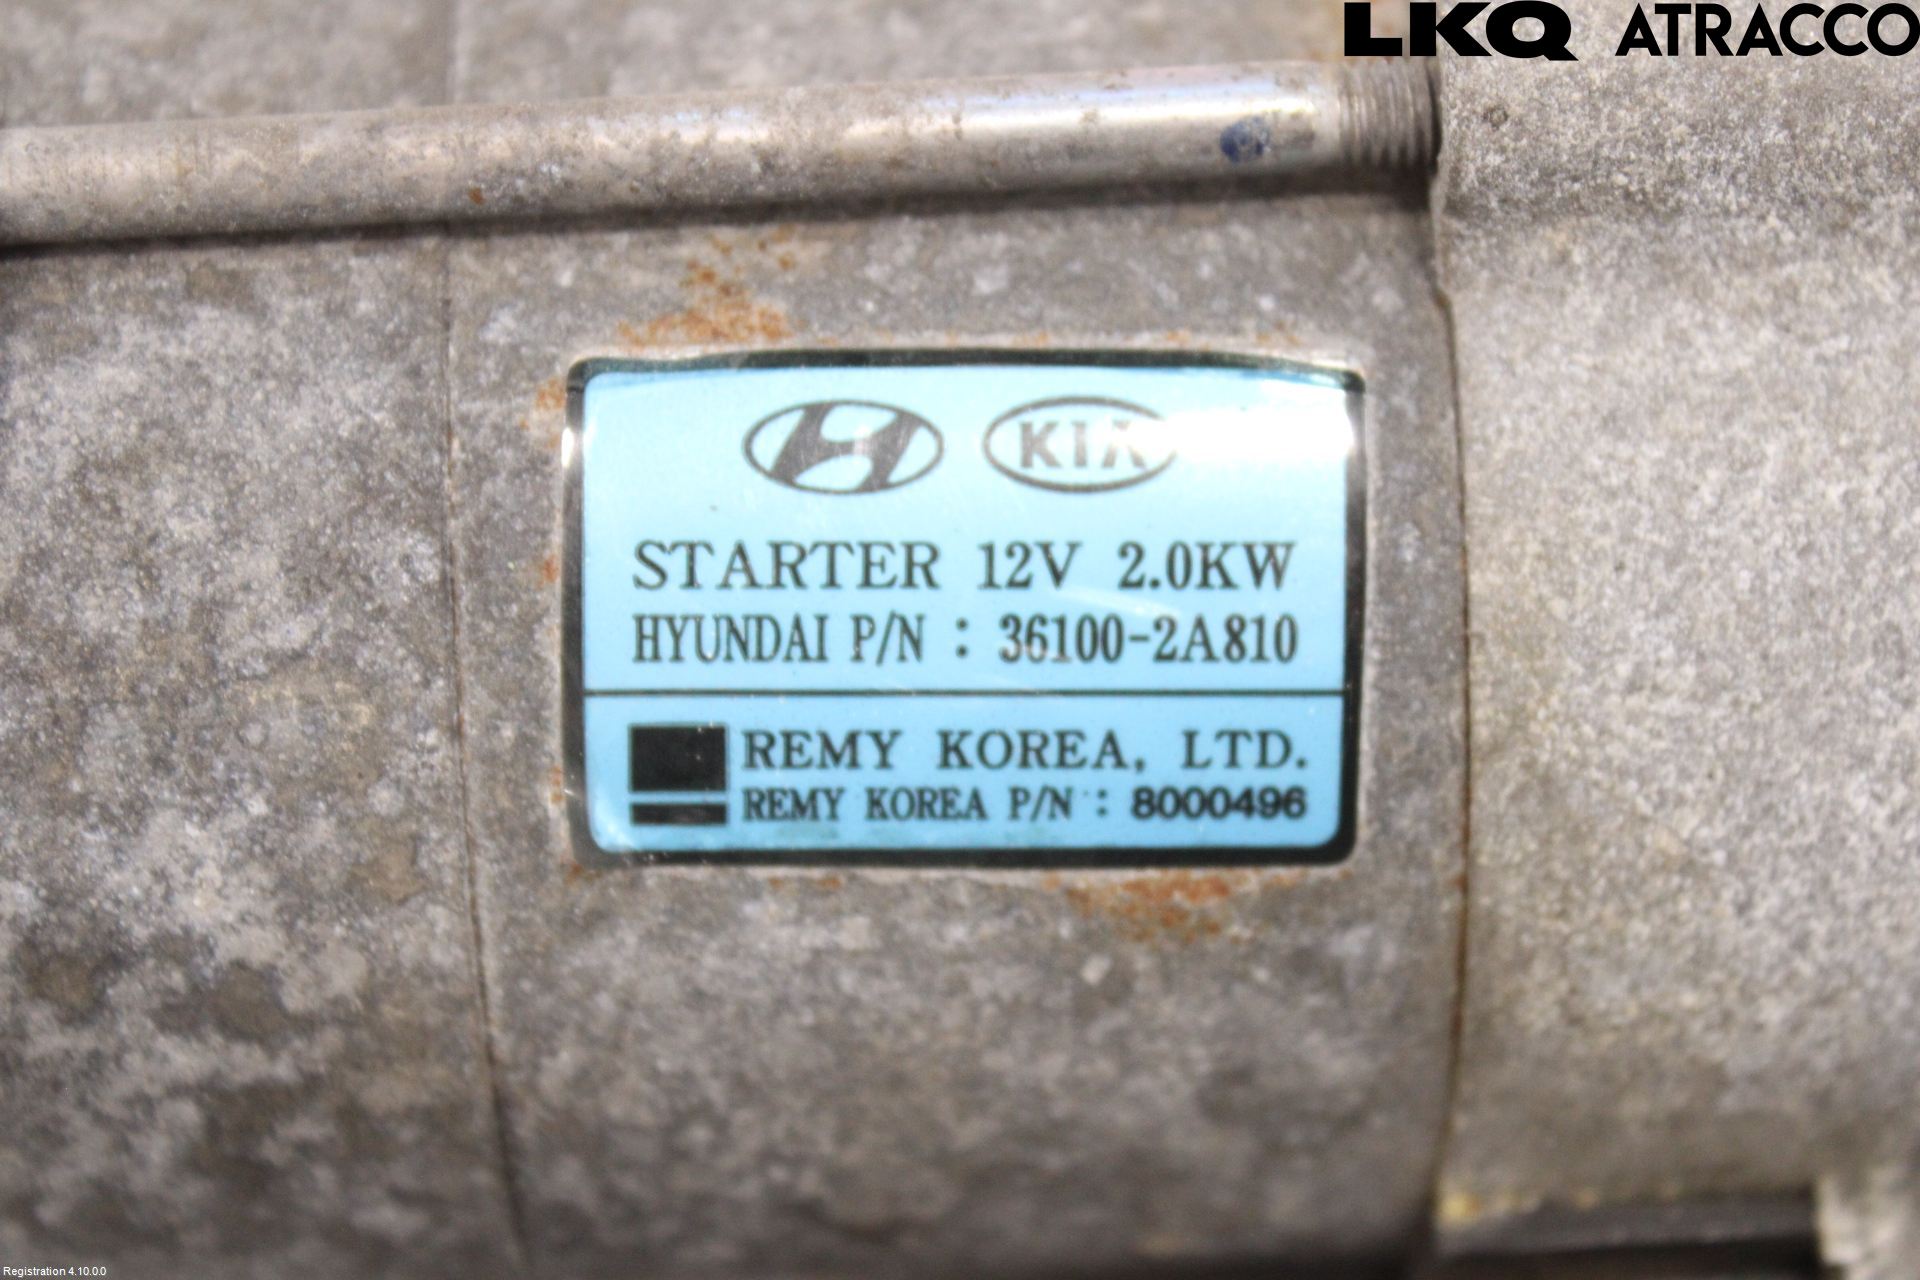 LKQ ATRACCO
KIA
STARTER 12V 2.0KW
HYUNDAI P/N : 36100-2A810
REMY KOREA, LTD.
REMY KOREA P/N : 8000496
Registration 4.10.0.0